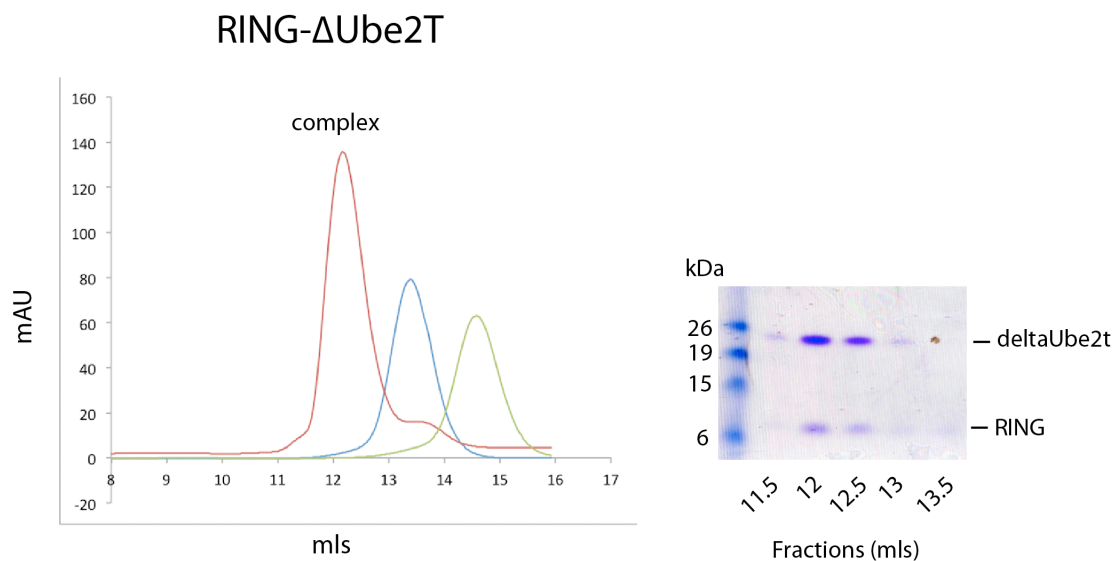 RING-ΔUbe2T
complex
160
140
120
100
80
60
40
20
0
-20
mAU
8 9 10 11 12 13 14 15 16 17
mls
kDa
26
19
15
6
deltaUbe2t
RING
11.5 12 12.5 13 13.5
Fractions (mls)